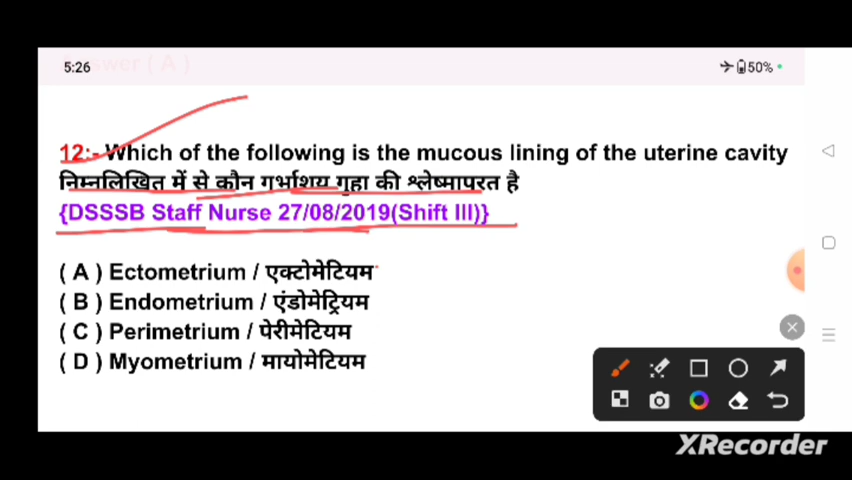 Answer ( A )
5:26
50%
12:- Which of the following is the mucous lining of the uterine cavity
निम्नलिखित में से कौन गर्भाशय गुहा की श्लेष्मापरत है
{DSSSB Staff Nurse 27/08/2019(Shift III)}
( A ) Ectometrium / एक्टोमेटियम
( B ) Endometrium / एंडोमेट्रियम
( C ) Perimetrium / पेरीमेटियम
( D ) Myometrium / मायोमेटियम
XRecorder